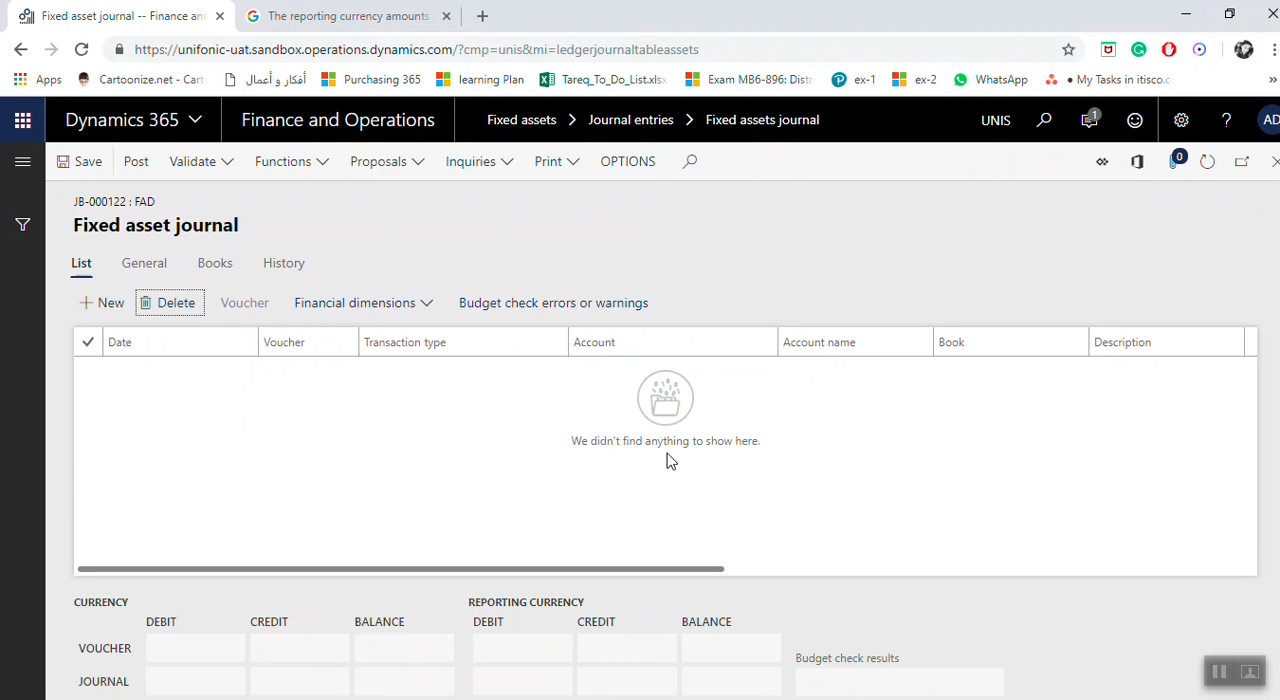 Fixed asset journal -- Finance and
The reporting currency amounts
https://unifonic-uat.sandbox.operations.dynamics.com/?cmp=unis&mi=ledgerjournaltableassets
Apps Cartoonize.net - Cart أفكار و أعمال Purchasing 365 learning Plan Tareq_To_Do_List.xlsx Exam MB6-896: Distr ex-1 ex-2 WhatsApp • My Tasks in itisco.c »
Dynamics 365 Finance and Operations Fixed assets Journal entries Fixed assets journal UNIS 1 ? AD
Save Post Validate Functions Proposals Inquiries Print OPTIONS 0
JB-000122 : FAD
Fixed asset journal
List General Books History
New Delete Voucher Financial dimensions Budget check errors or warnings
Date Voucher Transaction type Account Account name Book Description
We didn't find anything to show here.
CURRENCY REPORTING CURRENCY
DEBIT CREDIT BALANCE DEBIT CREDIT BALANCE
VOUCHER
Budget check results
JOURNAL